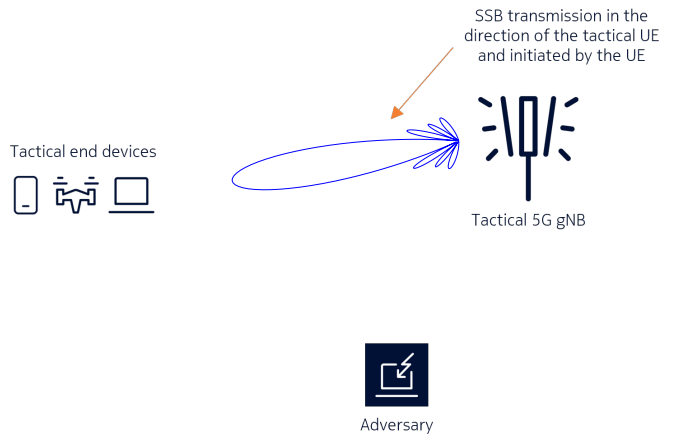 SSB transmission in the
direction of the tactical UE
and initiated by the UE
Tactical end devices
Tactical 5G gNB
Adversary